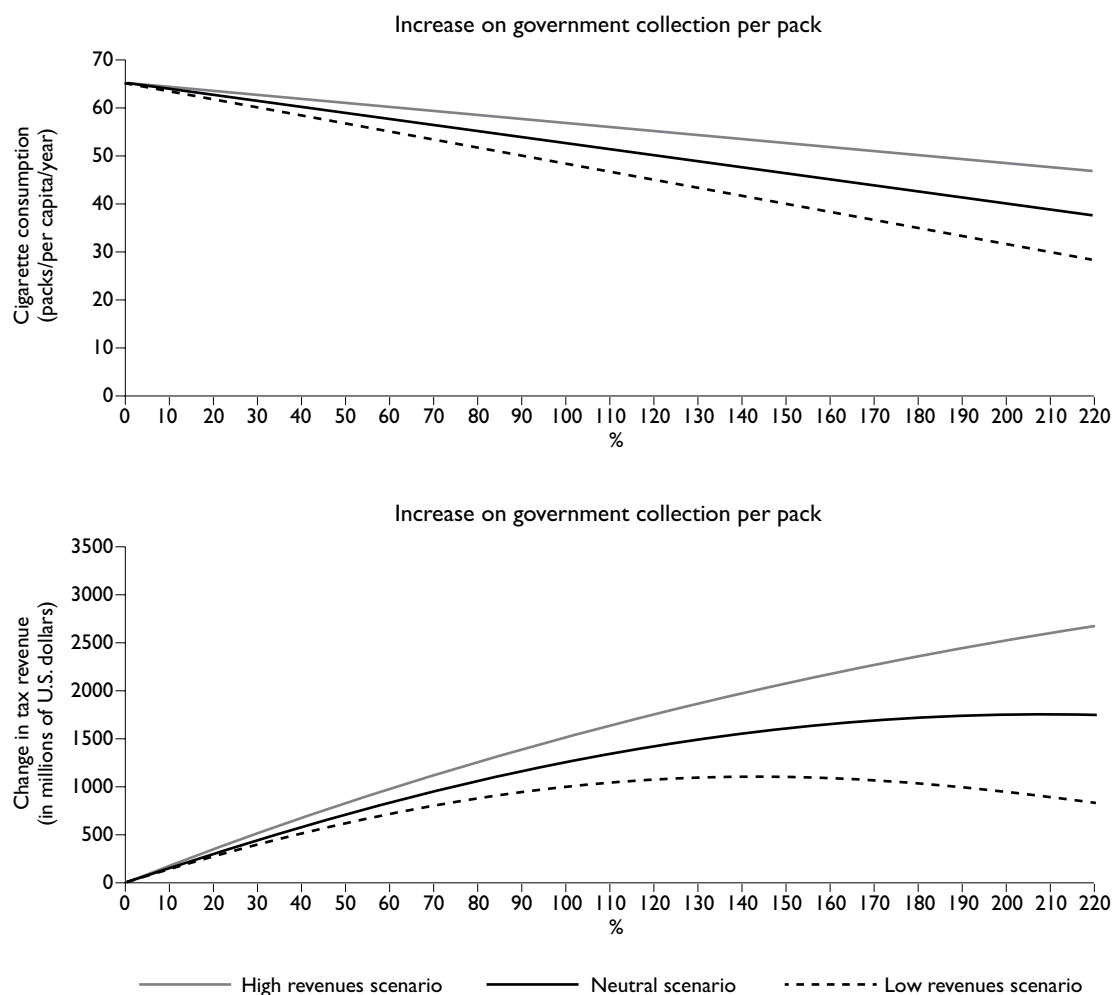 Increase on government collection per pack
Cigarette consumption
(packs/per capita/year)
70
60
50
40
30
20
10
0
0 10 20 30 40 50 60 70 80 90 100 110 120 130 140 150 160 170 180 190 200 210 220
%
Increase on government collection per pack
Change in tax revenue
(in millions of U.S. dollars)
3500
3000
2500
2000
1500
1000
500
0
0 10 20 30 40 50 60 70 80 90 100 110 120 130 140 150 160 170 180 190 200 210 220
%
High revenues scenario Neutral scenario Low revenues scenario